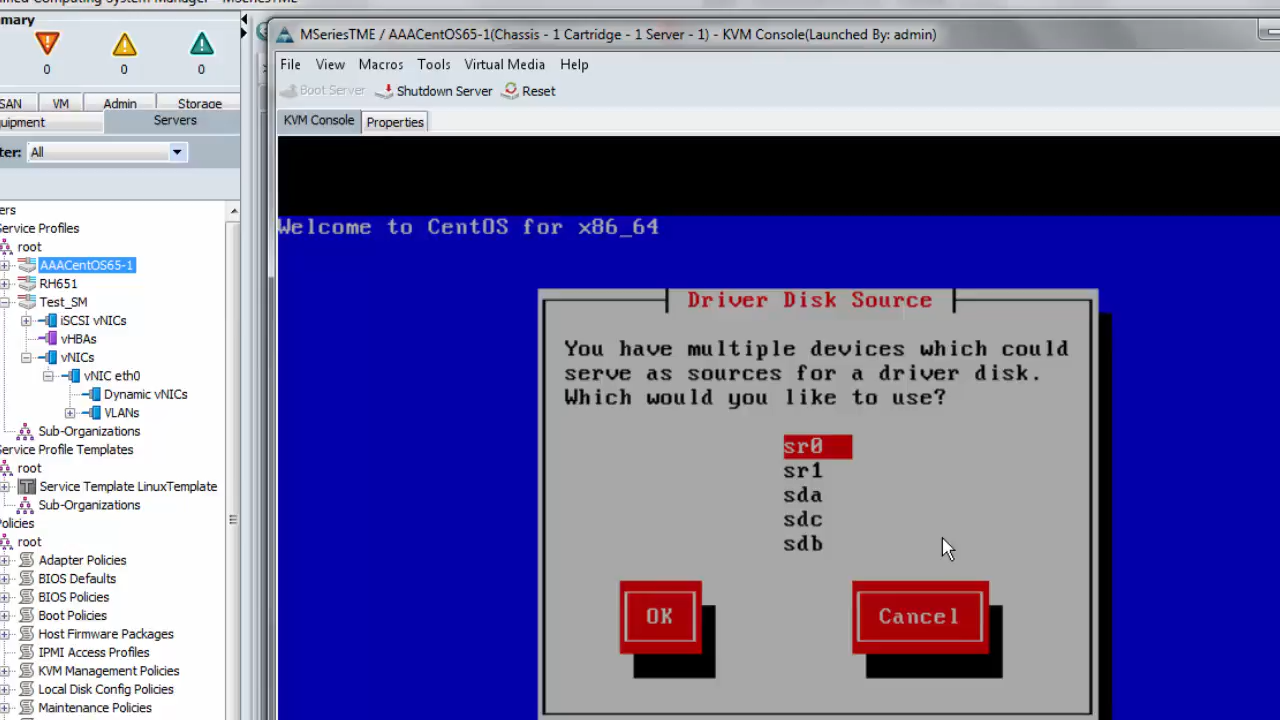 MSeriesTME
MSeriesTME / AAACentOS65-1(Chassis - 1 Cartridge - 1 Server - 1) - KVM Console(Launched By: admin)
mary
0 0 0
SAN VM Admin Storage
quipment Servers
ter: All
ers
Service Profiles
root
AAACentOS65-1
RH651
Test_SM
iSCSI vNICs
vHBAs
vNICs
vNIC eth0
Dynamic vNICs
VLANs
Sub-Organizations
Service Profile Templates
root
Service Template LinuxTemplate
Sub-Organizations
Policies
root
Adapter Policies
BIOS Defaults
BIOS Policies
Boot Policies
Host Firmware Packages
IPMI Access Profiles
KVM Management Policies
Local Disk Config Policies
Maintenance Policies
File View Macros Tools Virtual Media Help
Boot Server Shutdown Server Reset
KVM Console Properties
Welcome to CentOS for x86_64
Driver Disk Source
You have multiple devices which could
serve as sources for a driver disk.
Which would you like to use?
sr0
sr1
sda
sdc
sdb
OK Cancel